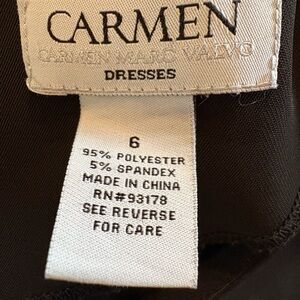 CARMEN
CARMEN MARC VALVO
DRESSES
6
95% POLYESTER
5% SPANDEX
MADE IN CHINA
RN#93178
SEE REVERSE
FOR CARE